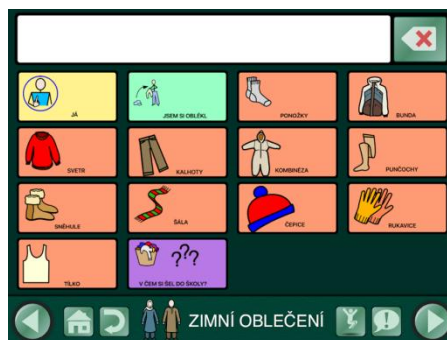 JÁ
JSEM SI OBLÉKL
PONOŽKY
BUNDA
SVETR
KALHOTY
KOMBINÉZA
PUNČOCHY
SNĚHULE
ŠÁLA
ČEPICE
RUKAVICE
TÍLKO
???
V ČEM SI ŠEL DO ŠKOLY?
ZIMNÍ OBLEČENÍ